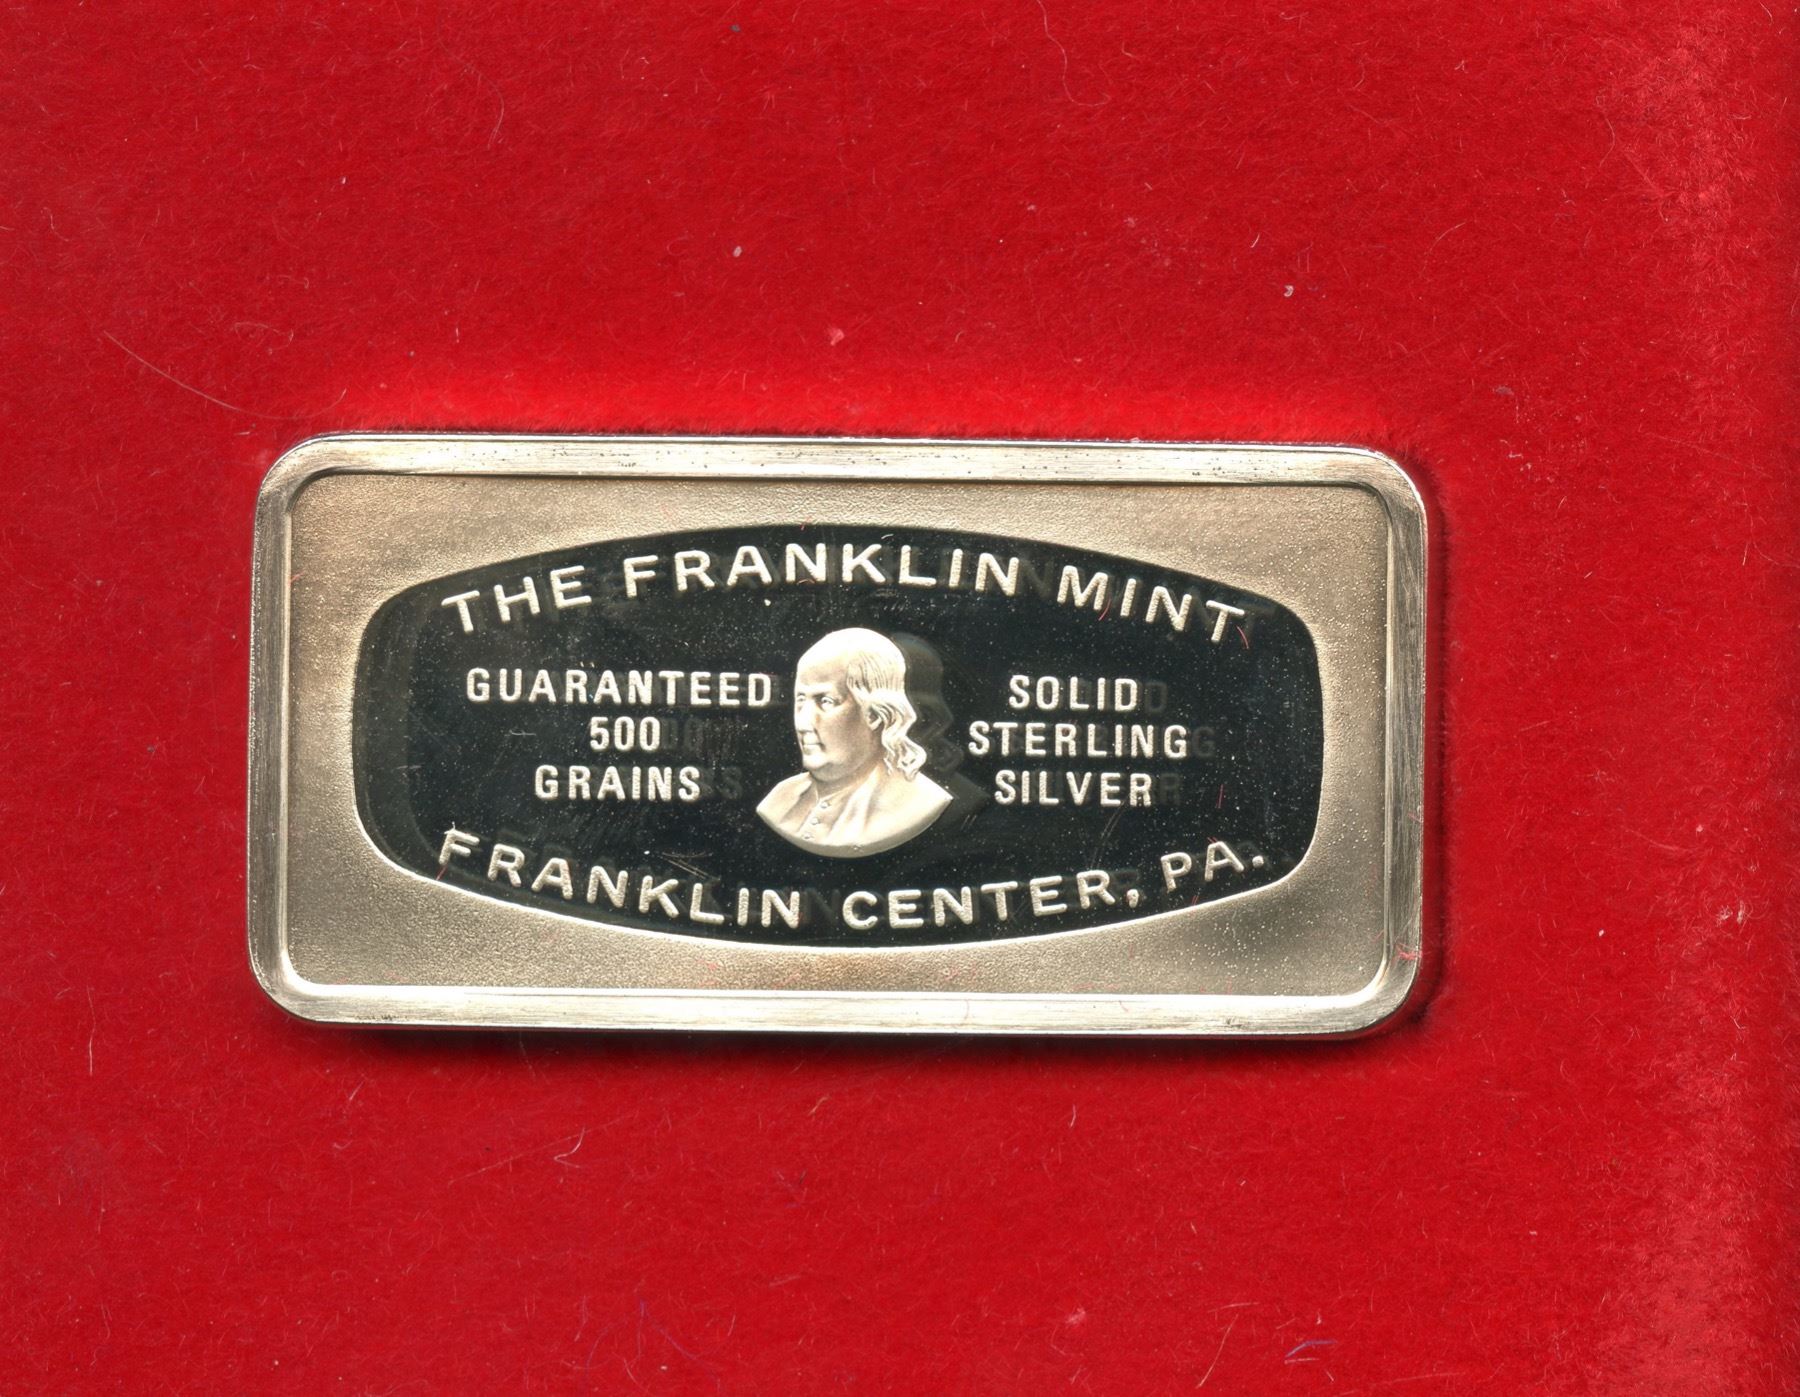 THE FRANKLIN MINT
GUARANTEED
500
GRAINS
SOLID
STERLING
SILVER
FRANKLIN CENTER, PA.